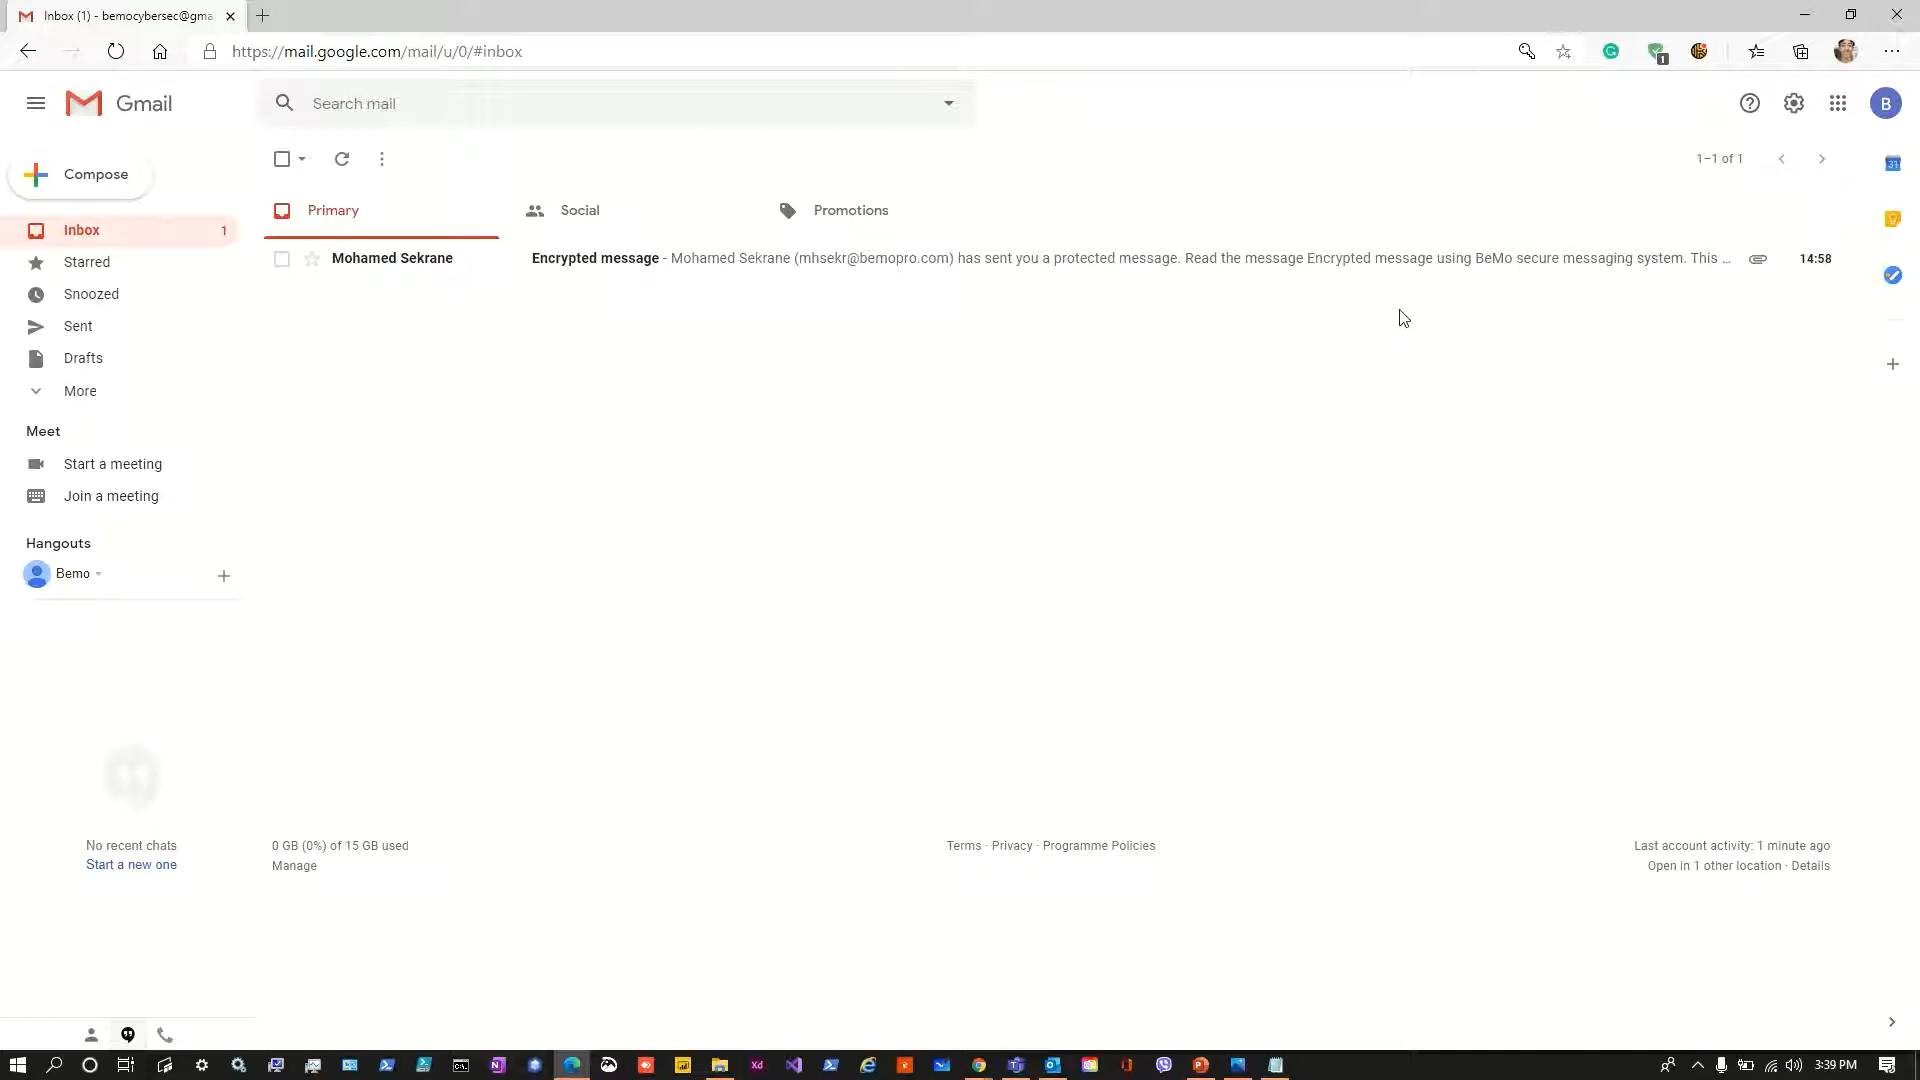 Inbox (1) - bemocybersec@gma
https://mail.google.com/mail/u/0/#inbox
1
Gmail
Search mail
B
Compose
1–1 of 1
31
Primary
Social
Promotions
Inbox 1
Mohamed Sekrane Encrypted message - Mohamed Sekrane (mhsekr@bemopro.com) has sent you a protected message. Read the message Encrypted message using BeMo secure messaging system. This ... 14:58
Starred
Snoozed
Sent
Drafts
More
Meet
Start a meeting
Join a meeting
Hangouts
Bemo
No recent chats
Start a new one
0 GB (0%) of 15 GB used
Manage
Terms · Privacy · Programme Policies
Last account activity: 1 minute ago
Open in 1 other location · Details
Xd
3:39 PM